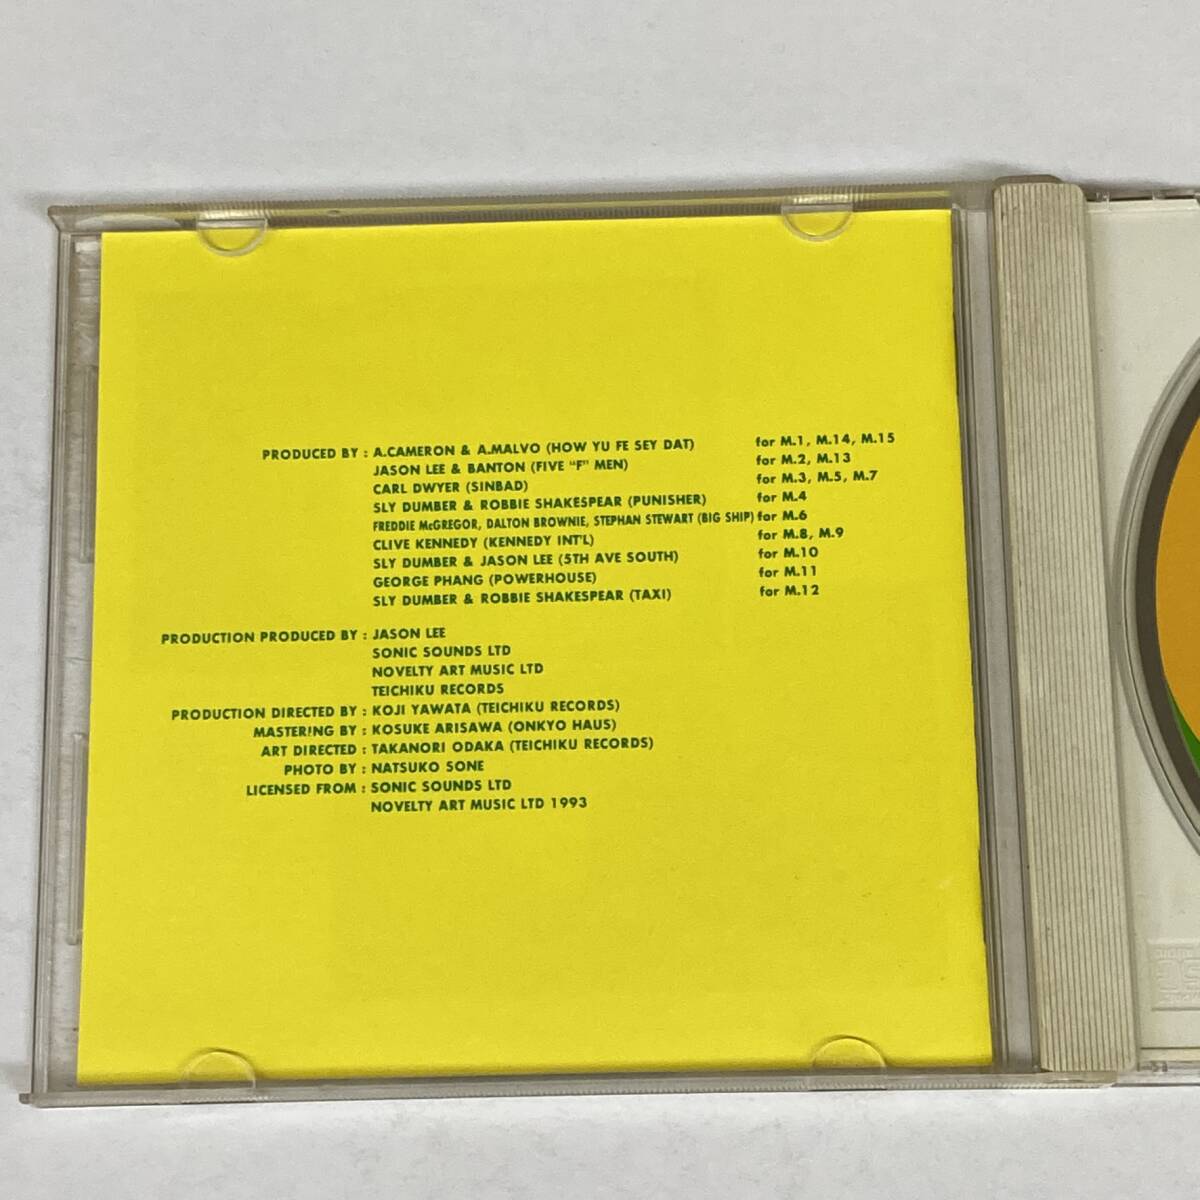 PRODUCED BY : A.CAMERON & A.MALVO (HOW YU FE SEY DAT) for M.1, M.14, M.15
JASON LEE & BANTON (FIVE "F" MEN) for M.2, M.13
CARL DWYER (SINBAD) for M.3, M.5, M.7
SLY DUMBER & ROBBIE SHAKESPEAR (PUNISHER) for M.4
FREDDIE McGREGOR, DALTON BROWNIE, STEPHAN STEWART (BIG SHIP) for M.6
CLIVE KENNEDY (KENNEDY INT'L) for M.8, M.9
SLY DUMBER & JASON LEE (5TH AVE SOUTH) for M.10
GEORGE PHANG (POWERHOUSE) for M.11
SLY DUMBER & ROBBIE SHAKESPEAR (TAXI) for M.12
PRODUCTION PRODUCED BY : JASON LEE
SONIC SOUNDS LTD
NOVELTY ART MUSIC LTD
TEICHIKU RECORDS
PRODUCTION DIRECTED BY : KOJI YAWATA (TEICHIKU RECORDS)
MASTER!NG BY : KOSUKE ARISAWA (ONKYO HAUS)
ART DIRECTED : TAKANORI ODAKA (TEICHIKU RECORDS)
PHOTO BY : NATSUKO SONE
LICENSED FROM : SONIC SOUNDS LTD
NOVELTY ART MUSIC LTD 1993